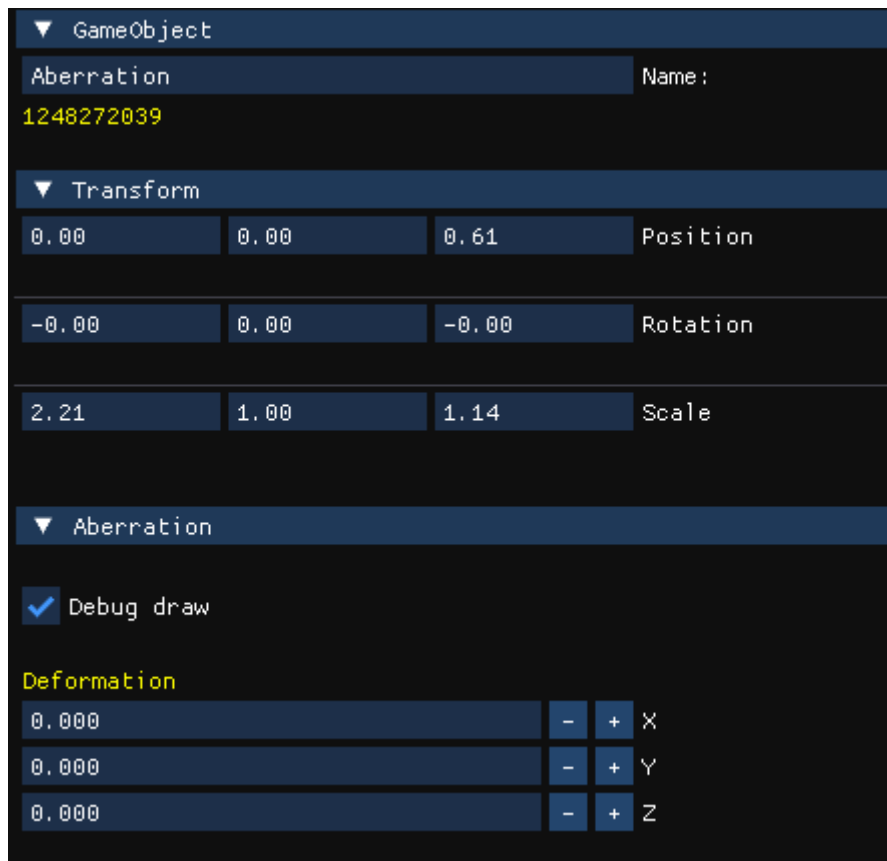 GameObject
Aberration Name:
1248272039
Transform
0.00 0.00 0.61 Position
-0.00 0.00 -0.00 Rotation
2.21 1.00 1.14 Scale
Aberration
Debug draw
Deformation
0.000 - + X
0.000 - + Y
0.000 - + Z